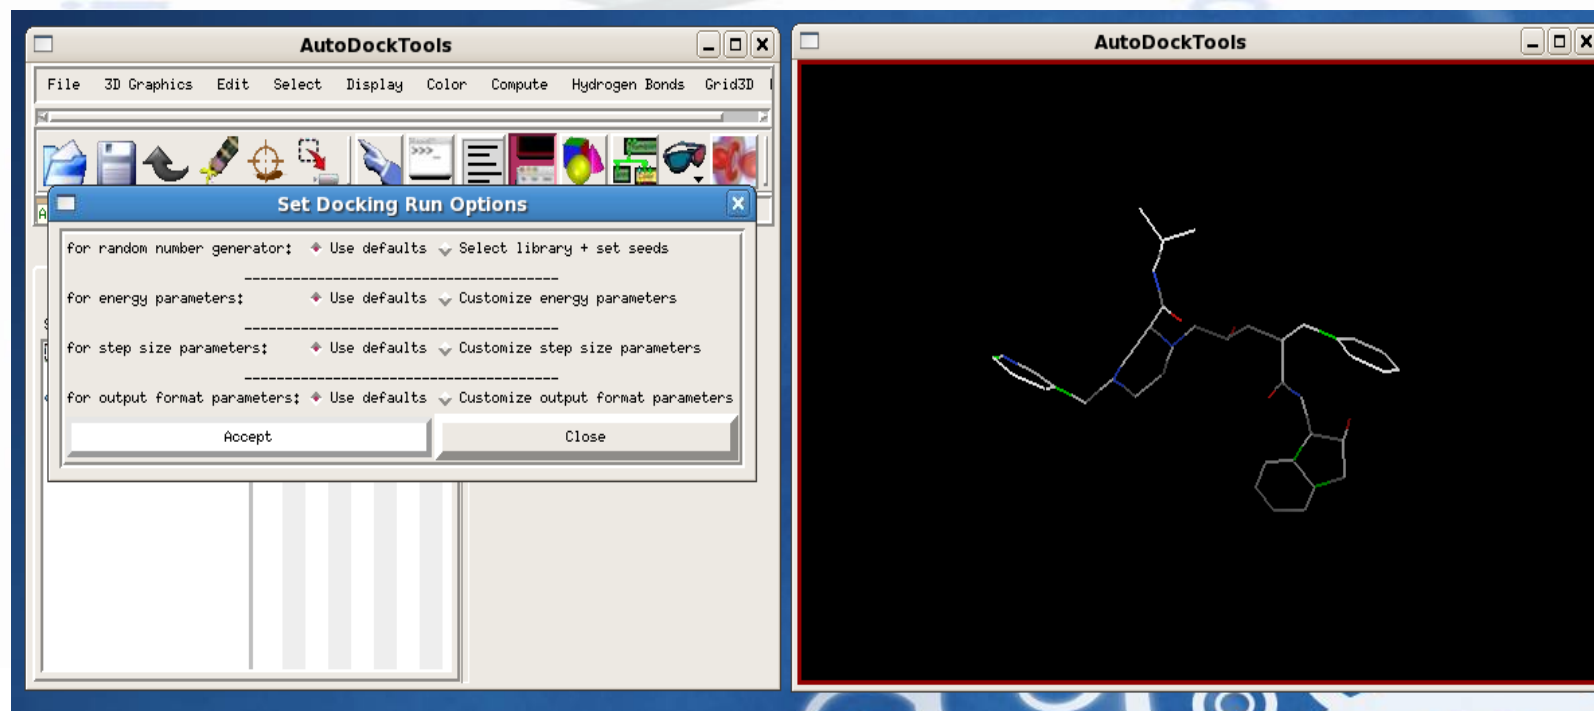 AutoDockTools
File 3D Graphics Edit Select Display Color Compute Hydrogen Bonds Grid3D
>>>_
Set Docking Run Options
for random number generator: Use defaults Select library + set seeds
for energy parameters: Use defaults Customize energy parameters
for step size parameters: Use defaults Customize step size parameters
for output format parameters: Use defaults Customize output format parameters
Accept Close
AutoDockTools